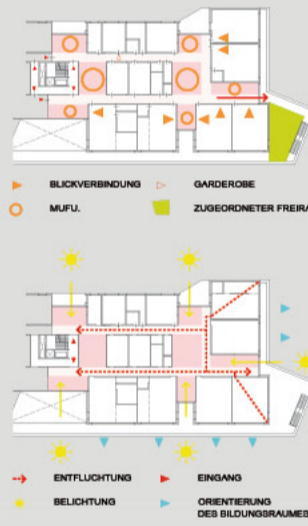 BLICKVERBINDUNG GARDEROBE
MUFU. ZUGEORDNETER FREIRA
ENTFLUCHTUNG EINGANG
BELICHTUNG ORIENTIERUNG
DES BILDUNGSRAUMES